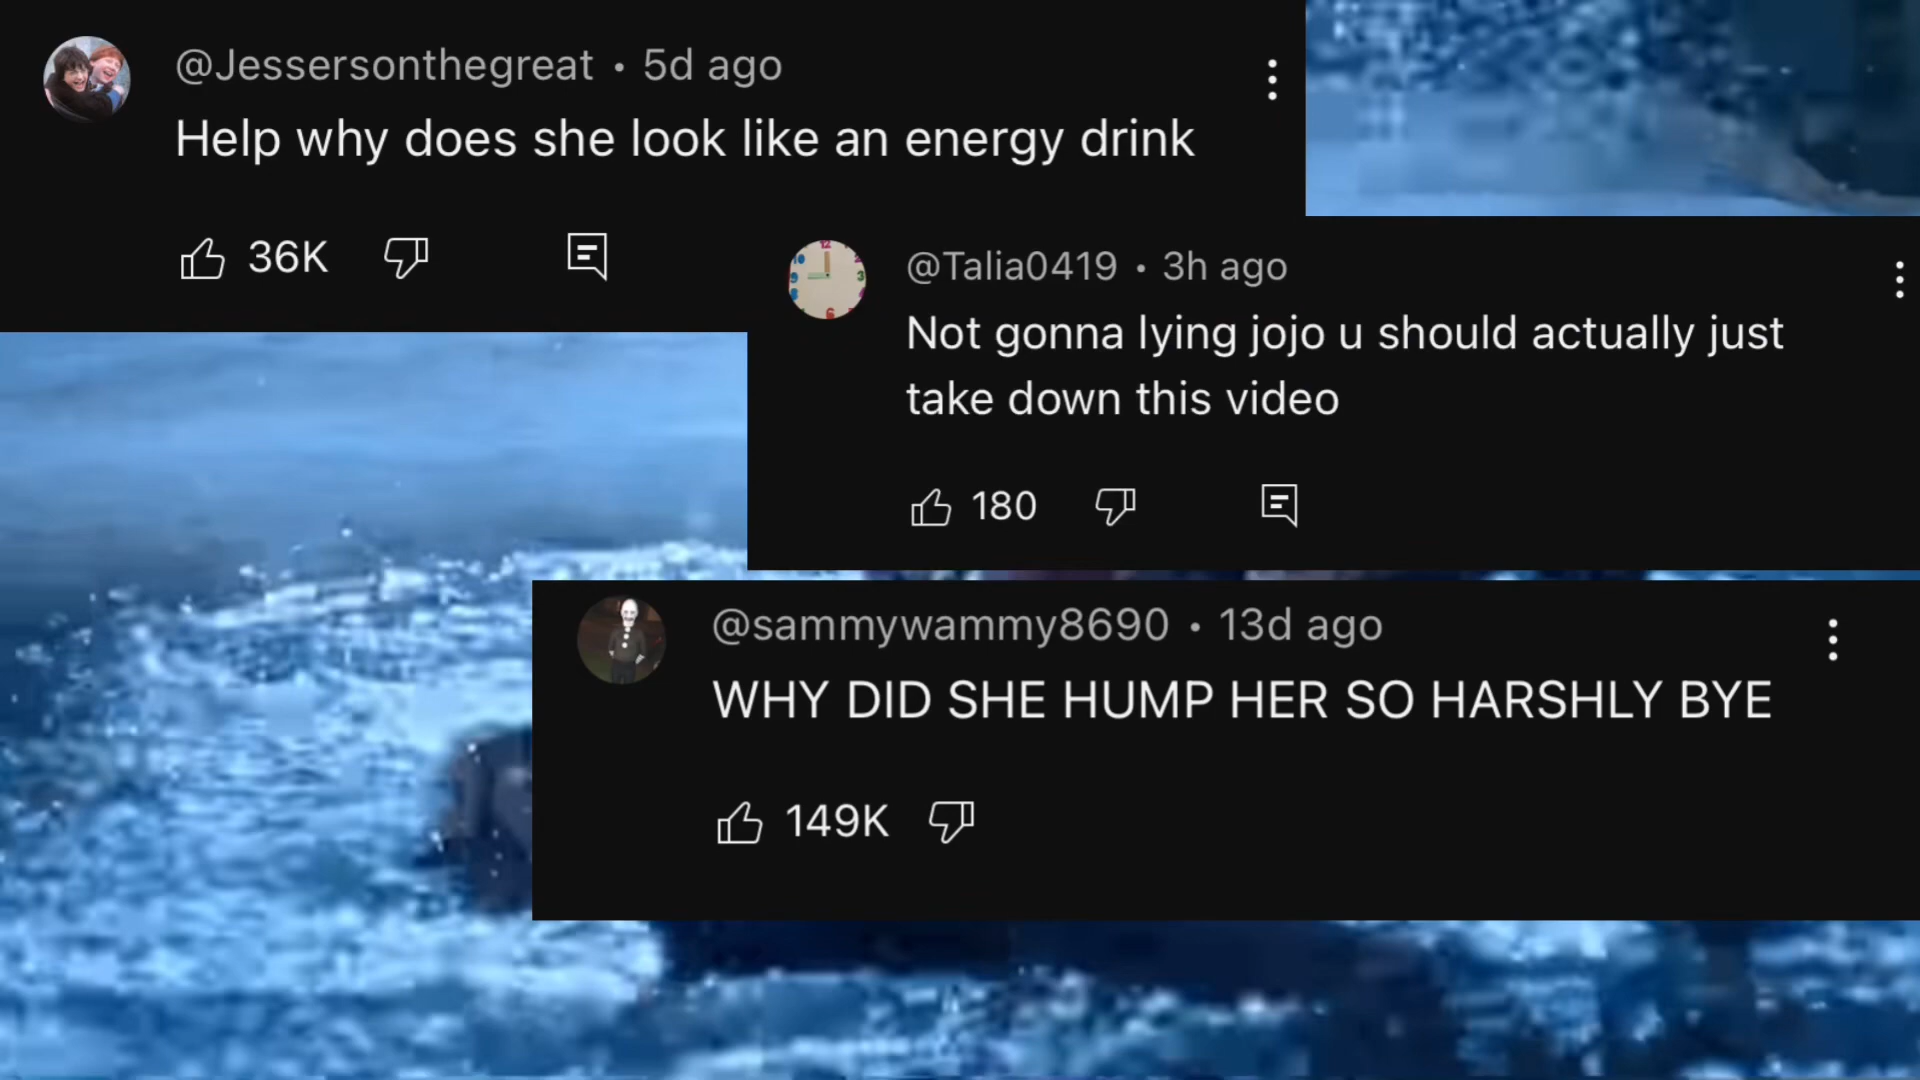 @Jessersonthegreat • 5d ago
Help why does she look like an energy drink
36K
@Talia0419 • 3h ago
Not gonna lying jojo u should actually just
take down this video
180
@sammywammy8690 • 13d ago
WHY DID SHE HUMP HER SO HARSHLY BYE
149K